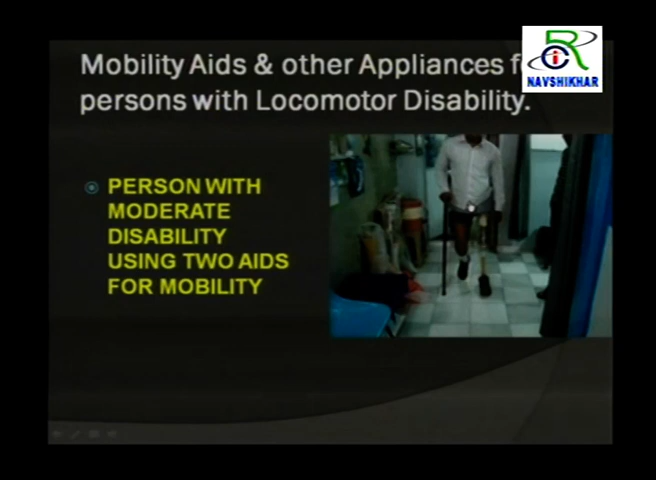 Mobility Aids & other Appliances f
persons with Locomotor Disability.
NAVSHIKHAR
PERSON WITH
MODERATE
DISABILITY
USING TWO AIDS
FOR MOBILITY